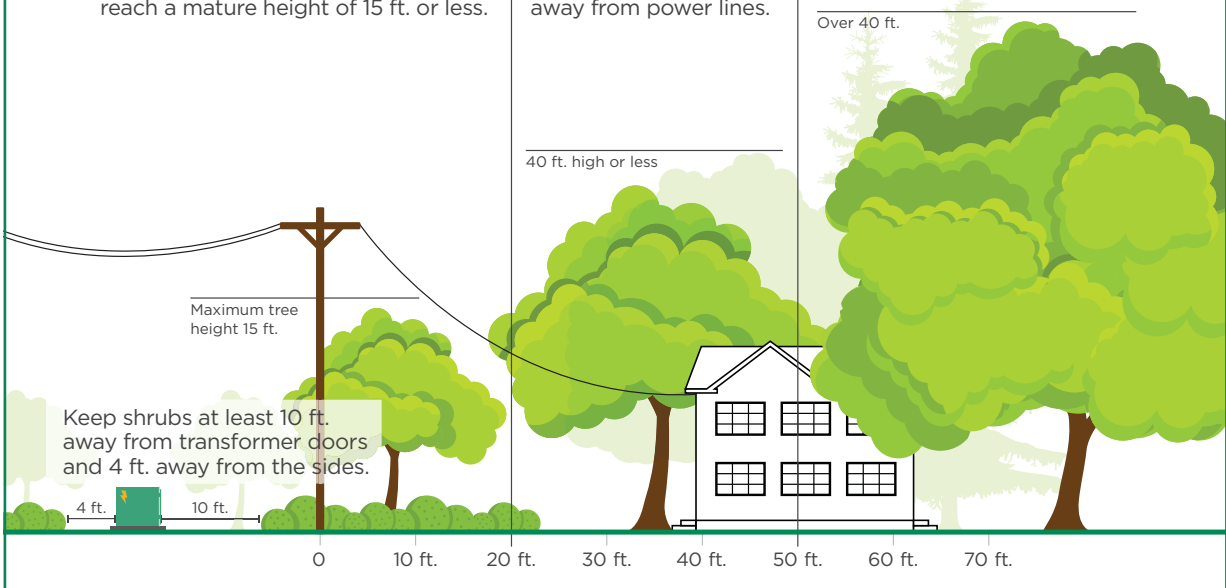 reach a mature height of 15 ft. or less.
away from power lines.
Over 40 ft.
40 ft. high or less
Maximum tree
height 15 ft.
Keep shrubs at least 10 ft.
away from transformer doors
and 4 ft. away from the sides.
4 ft.
10 ft.
0
10 ft.
20 ft.
30 ft.
40 ft.
50 ft.
60 ft.
70 ft.